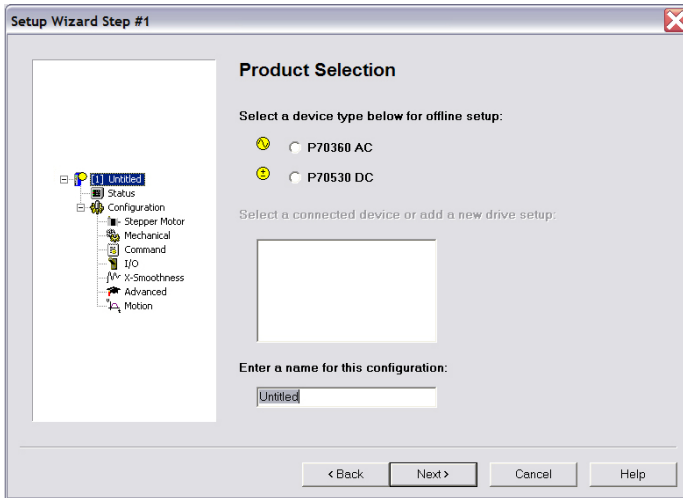 Setup Wizard Step #1
Product Selection
Select a device type below for offline setup:
P70360 AC
P70530 DC
[1] Untitled
Status
Configuration
Stepper Motor
Mechanical
Command
I/O
X-Smoothness
Advanced
Motion
Select a connected device or add a new drive setup:
Enter a name for this configuration:
Untitled
< Back
Next >
Cancel
Help